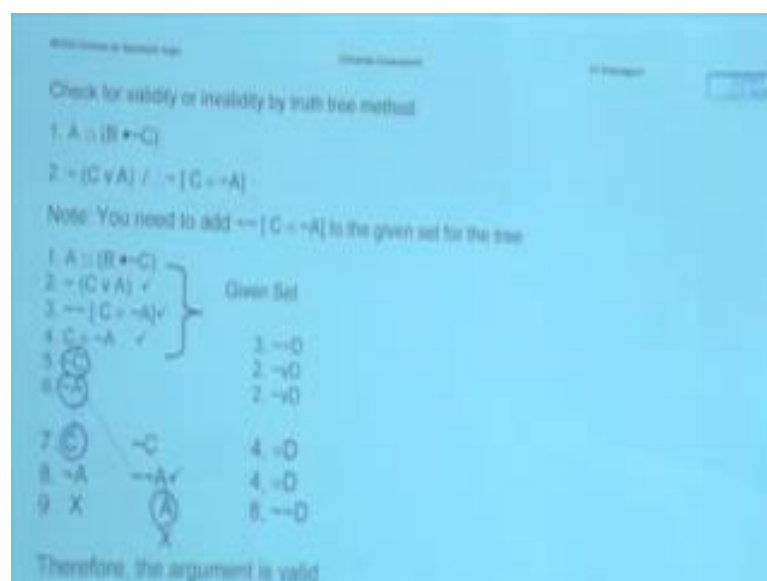 Check for validity or invalidity by truth tree method
1. A ⊃ (B •~C)
2. ~ (C v A) / ~ [ C ≡ ~A]
Note: You need to add ~~ [ C ≡ ~A] to the given set for the tree
1. A ⊃ (B •~C)
2. ~ (C v A) ✓
3. ~~ [ C ≡ ~A] ✓
Given Set
4. C ≡ ~A ✓ 3. ~~D
5. ~C 2. ~vD
6. ~A 2. ~vD
7. C ~C 4. ≡D
8. ~A ~~A ✓ 4. ≡D
9. X A 8. ~~D
X
Therefore, the argument is valid